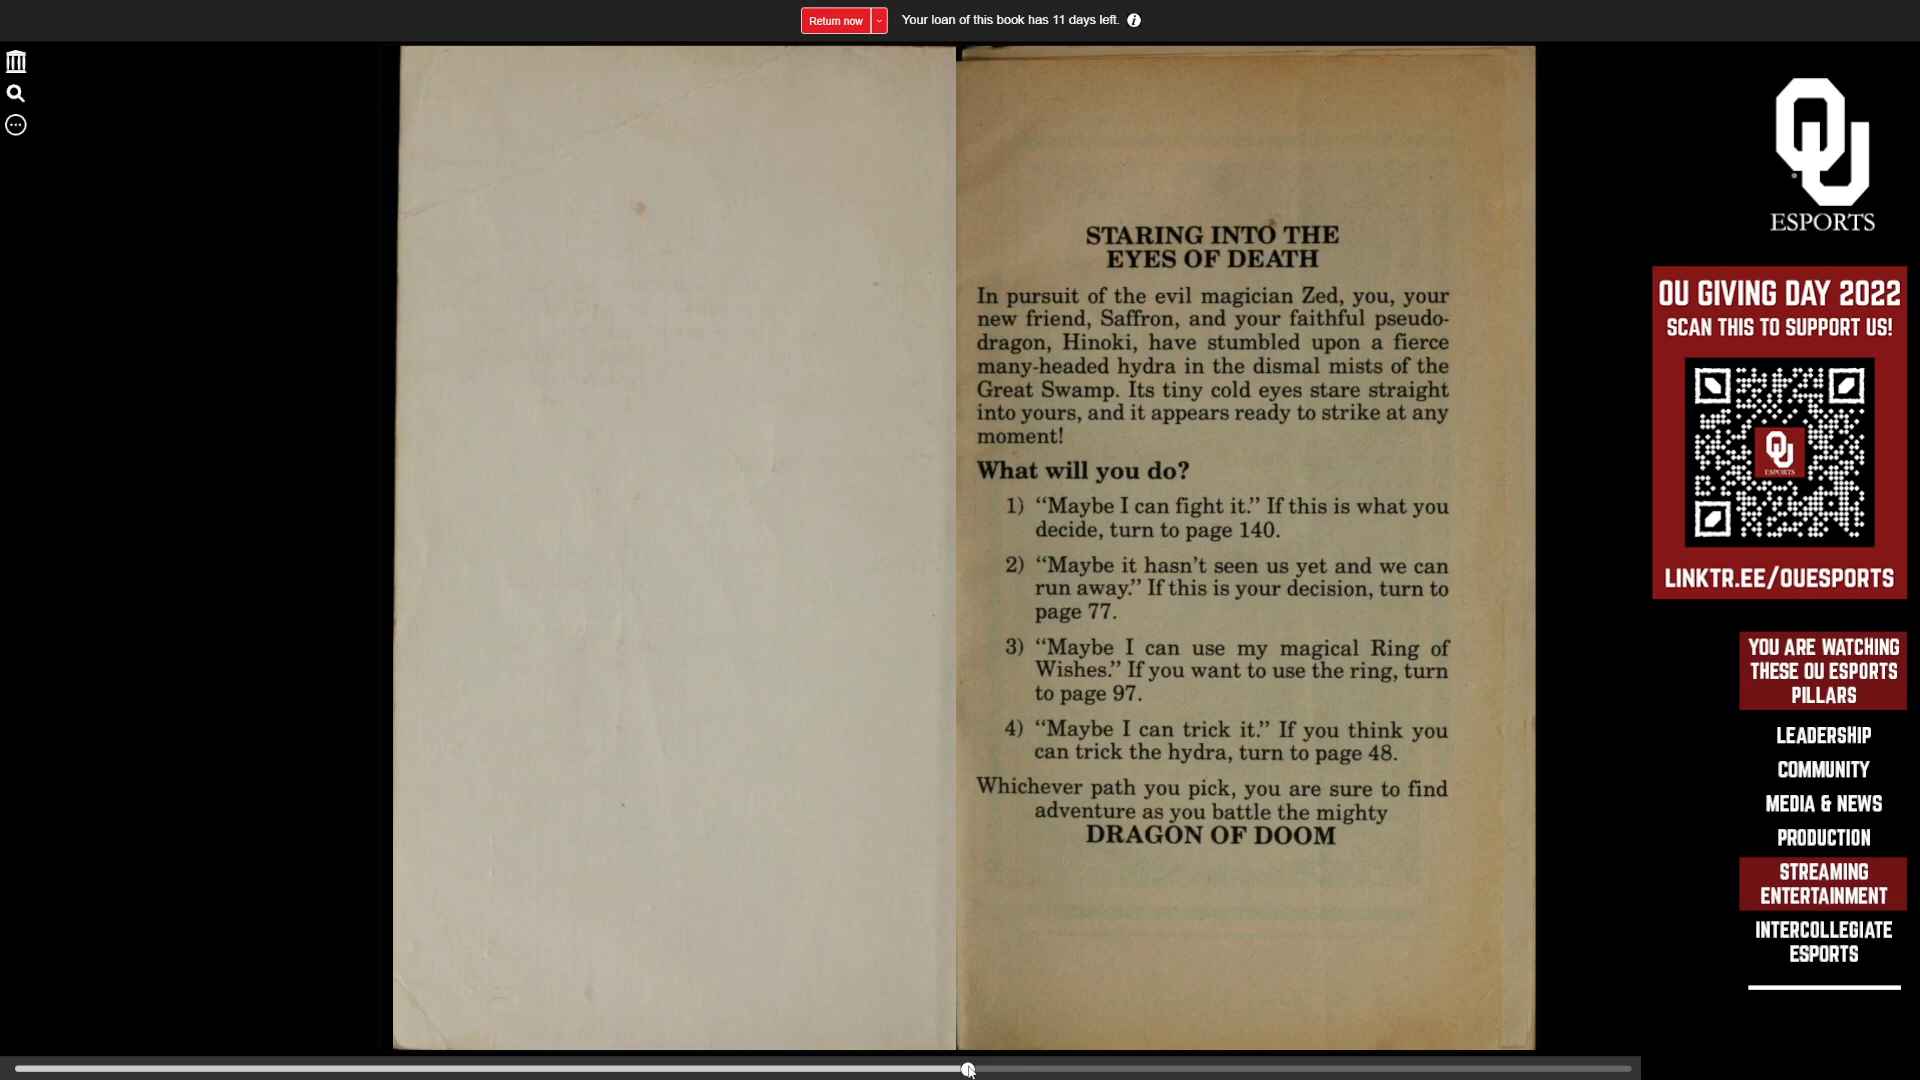 Return now
Your loan of this book has 11 days left.
STARING INTO THE
EYES OF DEATH
In pursuit of the evil magician Zed, you, your
new friend, Saffron, and your faithful pseudo-
dragon, Hinoki, have stumbled upon a fierce
many-headed hydra in the dismal mists of the
Great Swamp. Its tiny cold eyes stare straight
into yours, and it appears ready to strike at any
moment!
What will you do?
1) “Maybe I can fight it.” If this is what you
decide, turn to page 140.
2) “Maybe it hasn’t seen us yet and we can
run away.” If this is your decision, turn to
page 77.
3) “Maybe I can use my magical Ring of
Wishes.” If you want to use the ring, turn
to page 97.
4) “Maybe I can trick it.” If you think you
can trick the hydra, turn to page 48.
Whichever path you pick, you are sure to find
adventure as you battle the mighty
DRAGON OF DOOM
OU
ESPORTS
OU GIVING DAY 2022
SCAN THIS TO SUPPORT US!
OU
ESPORTS
LINKTR.EE/OUESPORTS
YOU ARE WATCHING
THESE OU ESPORTS
PILLARS
LEADERSHIP
COMMUNITY
MEDIA & NEWS
PRODUCTION
STREAMING
ENTERTAINMENT
INTERCOLLEGIATE
ESPORTS